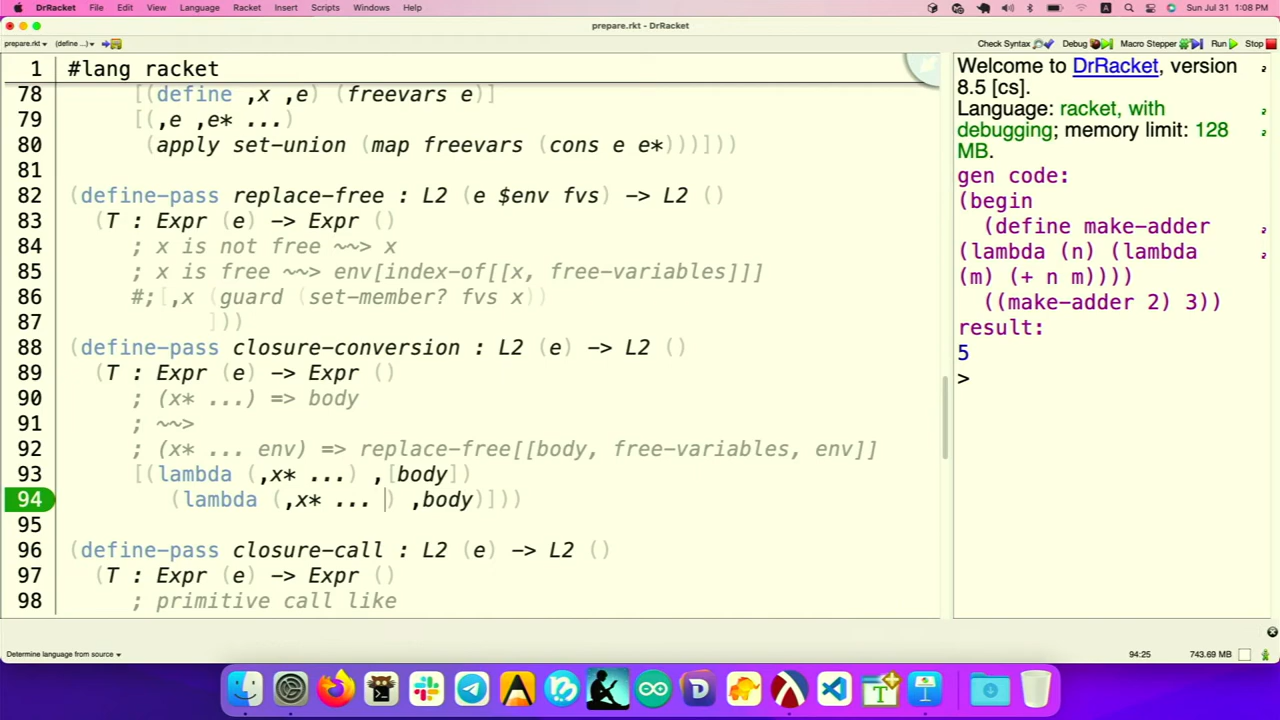 DrRacket File Edit View Language Racket Insert Scripts Windows Help Sun Jul 31 1:08 PM
prepare.rkt - DrRacket
prepare.rkt (define ...) Check Syntax Debug Macro Stepper Run Stop
1 #lang racket
78 [(define ,x ,e) (freevars e)]
79 [(,e ,e* ...)
80 (apply set-union (map freevars (cons e e*)))]))
81
82 (define-pass replace-free : L2 (e $env fvs) -> L2 ()
83 (T : Expr (e) -> Expr ()
84 ; x is not free ~~> x
85 ; x is free ~~> env[index-of[[x, free-variables]]]
86 #;[,x (guard (set-member? fvs x))
87 ]))
88 (define-pass closure-conversion : L2 (e) -> L2 ()
89 (T : Expr (e) -> Expr ()
90 ; (x* ...) => body
91 ; ~~>
92 ; (x* ... env) => replace-free[[body, free-variables, env]]
93 [(lambda (,x* ...) ,[body])
94 (lambda (,x* ... ) ,body)]))
95
96 (define-pass closure-call : L2 (e) -> L2 ()
97 (T : Expr (e) -> Expr ()
98 ; primitive call like
Welcome to DrRacket, version
8.5 [cs].
Language: racket, with
debugging; memory limit: 128
MB.
gen code:
(begin
(define make-adder
(lambda (n) (lambda
(m) (+ n m))))
((make-adder 2) 3))
result:
5
>
Determine language from source 94:25 743.69 MB